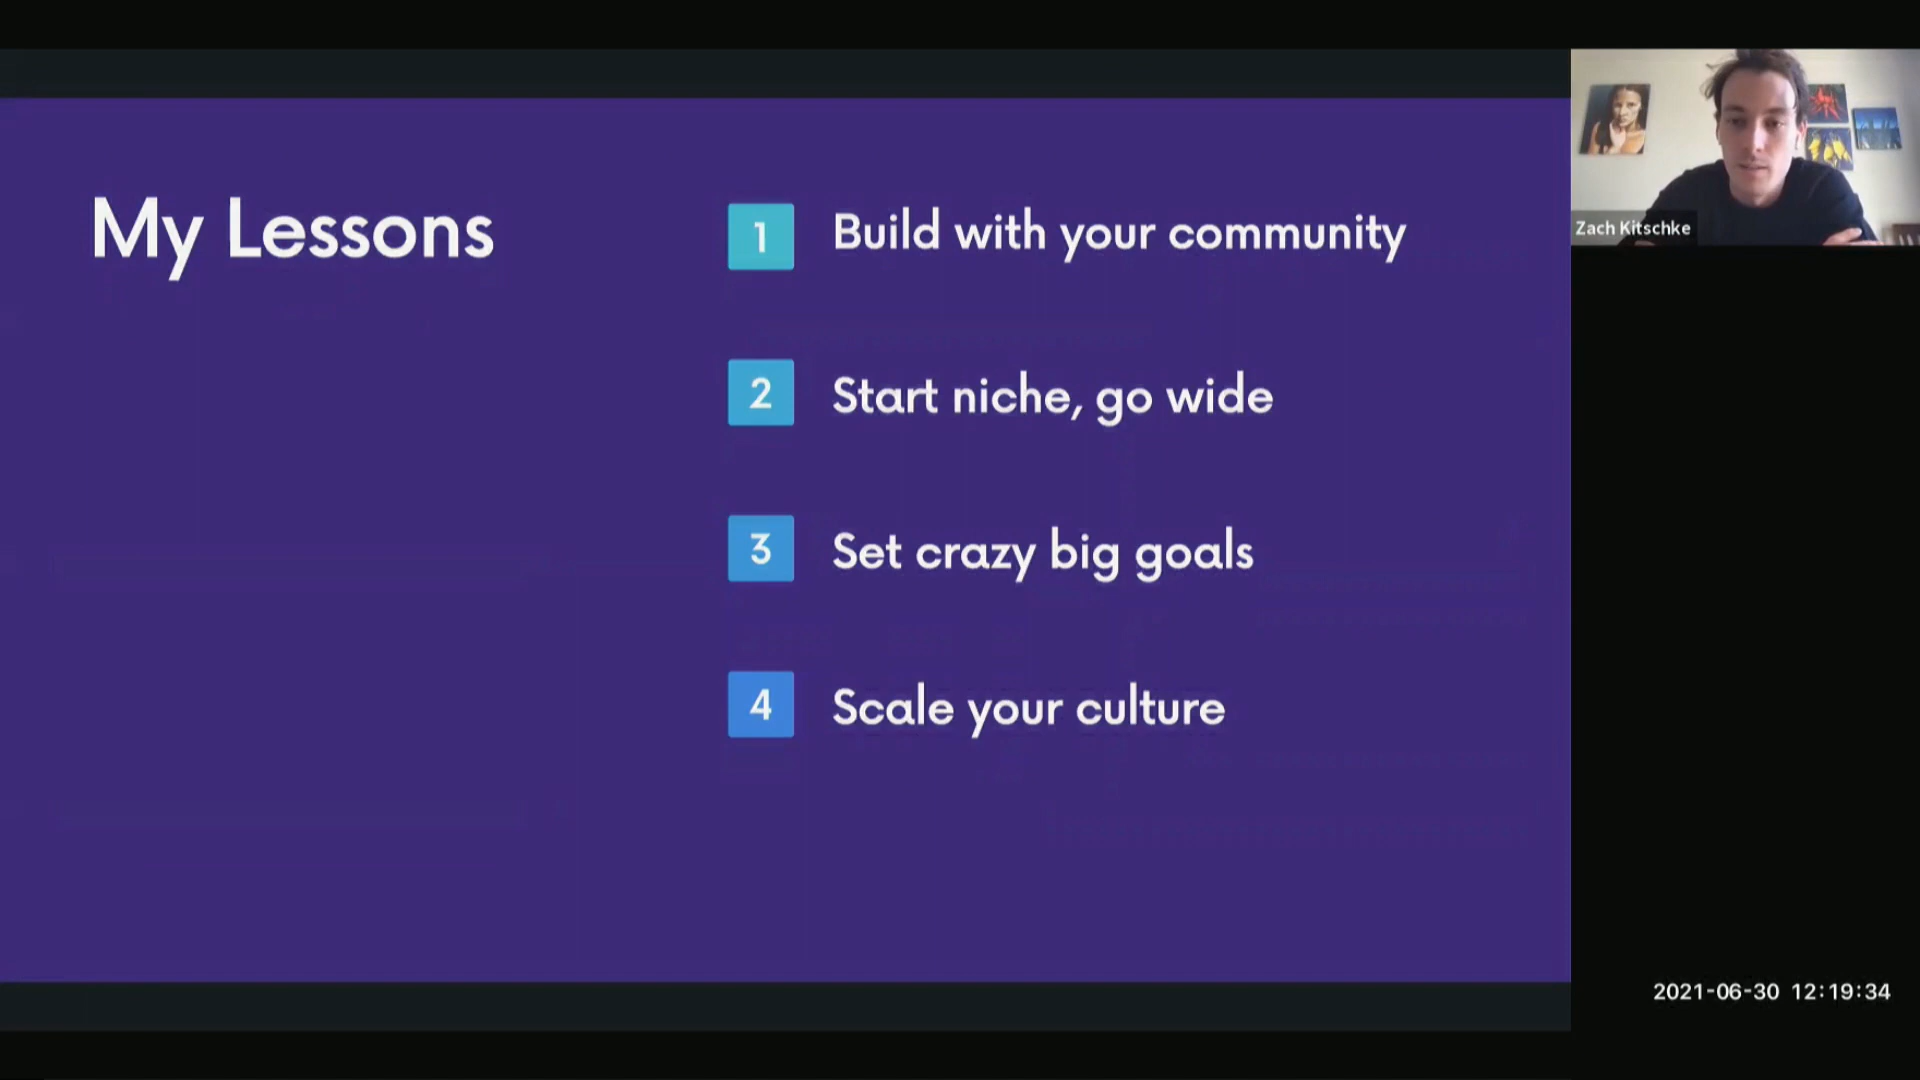 My Lessons
1 Build with your community
2 Start niche, go wide
3 Set crazy big goals
4 Scale your culture
Zach Kitschke
2021-06-30 12:19:34